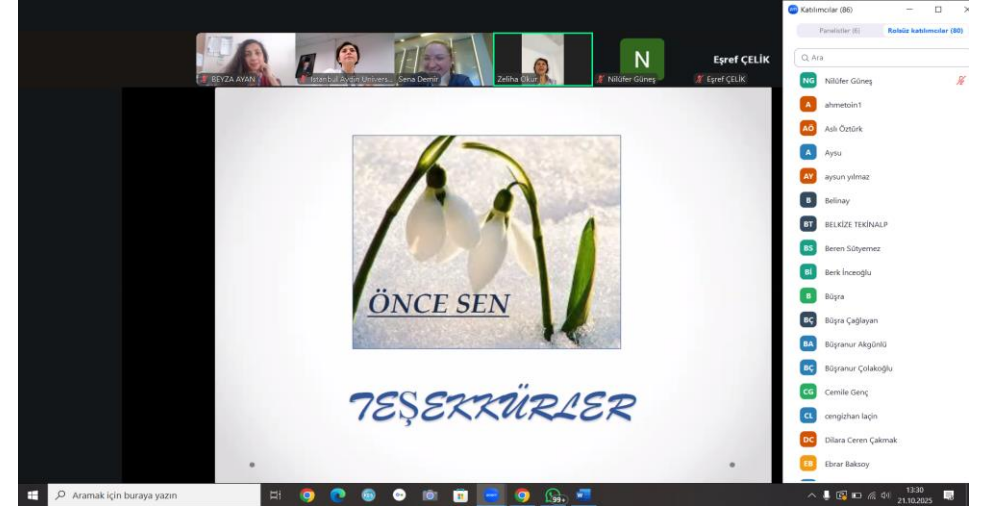 Katılımcılar (86)
Panelistler (6)
Rolsüz katılımcılar (80)
Ara
BEYZA AYAN
İstanbul Aydın Univers...
Sena Demir
Zeliha Okur
N
Nilüfer Güneş
Eşref ÇELİK
Eşref ÇELİK
NG Nilüfer Güneş
A ahmetoin1
AÖ Aslı Öztürk
A Aysu
AY aysun yılmaz
B Belinay
BT BELKİZE TEKİNALP
BS Beren Sütyemez
Bİ Berk İnceoğlu
B Büşra
BÇ Büşra Çağlayan
BA Büşranur Akgünlü
BÇ Büşranur Çolakoğlu
CG Cemile Genç
CL cengizhan laçin
DC Dilara Ceren Çakmak
EB Ebrar Baksoy
ÖNCE SEN
TEŞEKKÜRLER
Aramak için buraya yazın
99+
13:30
21.10.2025